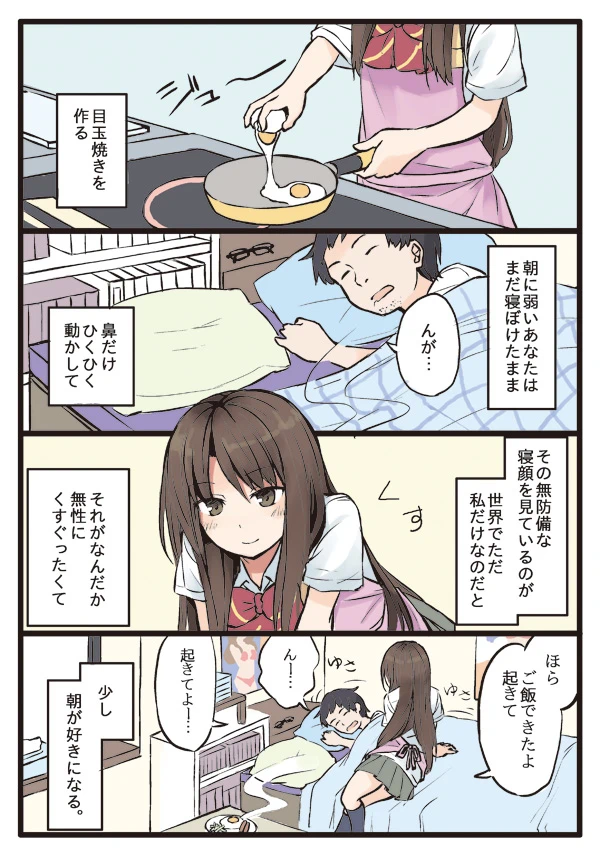 ジュー
目玉焼きを
作る
朝に弱いあなたは
まだ寝ぼけたまま
んが…
鼻だけ
ひくひく
動かして
その無防備な
寝顔を見ているのが
世界でただ
私だけなのだと
くす
それがなんだか
無性に
くすぐったくて
ほら
ご飯できたよ
起きて
ゆさ
ゆさ
んー…
起きてよー…
少し
朝が好きになる。